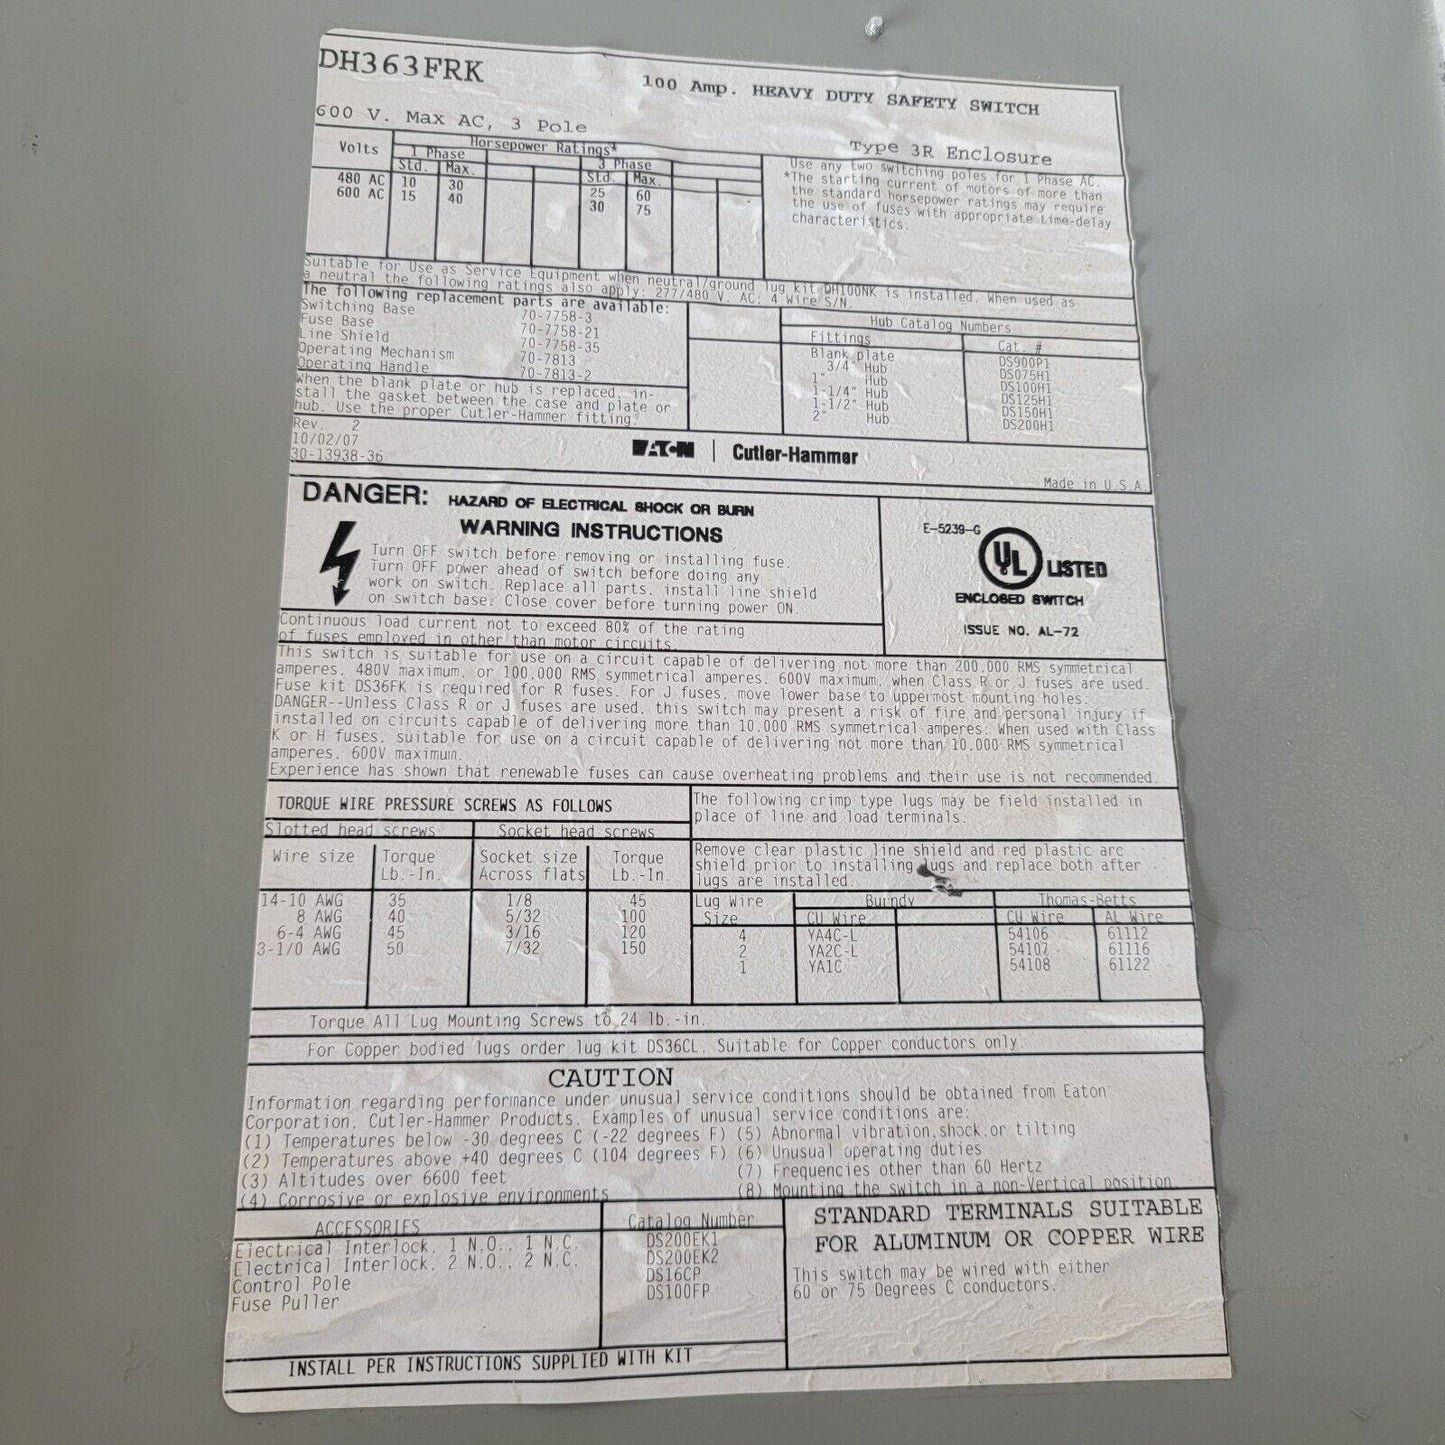 DH363FRK
100 Amp. HEAVY DUTY SAFETY SWITCH
600 V. Max AC, 3 Pole
Type 3R Enclosure
Volts
Horsepower Ratings*
1 Phase
3 Phase
Std. Max.
Std. Max.
480 AC 10 30 25 60
600 AC 15 40 30 75
Use any two switching poles for 1 Phase AC.
*The starting current of motors of more than
the standard horsepower ratings may require
the use of fuses with appropriate time-delay
characteristics.
Suitable for Use as Service Equipment when neutral/ground lug kit DH100NK is installed. When used as
a neutral the following ratings also apply: 277/480 V. AC: 4 Wire S/N.
The following replacement parts are available:
Switching Base 70-7758-3
Fuse Base 70-7758-21
Line Shield 70-7758-35
Operating Mechanism 70-7813
Operating Handle 70-7813-2
Hub Catalog Numbers
Fittings Cat. #
Blank plate DS900P1
3/4" Hub DS075H1
1" Hub DS100H1
1-1/4" Hub DS125H1
1-1/2" Hub DS150H1
2" Hub DS200H1
When the blank plate or hub is replaced, in-
stall the gasket between the case and plate or
hub. Use the proper Cutler-Hammer fitting.
Rev. 2
10/02/07
30-13938-36
EATON | Cutler-Hammer
Made in U.S.A.
DANGER: HAZARD OF ELECTRICAL SHOCK OR BURN
WARNING INSTRUCTIONS
Turn OFF switch before removing or installing fuse.
Turn OFF power ahead of switch before doing any
work on switch. Replace all parts, install line shield
on switch base. Close cover before turning power ON.
E-5239-G
UL LISTED
ENCLOSED SWITCH
ISSUE NO. AL-72
Continuous load current not to exceed 80% of the rating
of fuses employed in other than motor circuits.
This switch is suitable for use on a circuit capable of delivering not more than 200,000 RMS symmetrical
amperes, 480V maximum, or 100,000 RMS symmetrical amperes, 600V maximum, when Class R or J fuses are used.
Fuse kit DS36FK is required for R fuses. For J fuses, move lower base to uppermost mounting holes.
DANGER--Unless Class R or J fuses are used, this switch may present a risk of fire and personal injury if
installed on circuits capable of delivering more than 10,000 RMS symmetrical amperes. When used with Class
K or H fuses, suitable for use on a circuit capable of delivering not more than 10,000 RMS symmetrical
amperes, 600V maximum.
Experience has shown that renewable fuses can cause overheating problems and their use is not recommended.
TORQUE WIRE PRESSURE SCREWS AS FOLLOWS
Slotted head screws Socket head screws
Wire size Torque Lb.-In. Socket size Across flats Torque Lb.-In.
14-10 AWG 35 1/8 45
8 AWG 40 5/32 100
6-4 AWG 45 3/16 120
3-1/0 AWG 50 7/32 150
The following crimp type lugs may be field installed in
place of line and load terminals.
Remove clear plastic line shield and red plastic arc
shield prior to installing lugs and replace both after
lugs are installed.
Lug Wire Size Burndy Thomas-Betts
CU Wire CU Wire AL Wire
4 YA4C-L 54106 61112
2 YA2C-L 54107 61116
1 YA1C 54108 61122
Torque All Lug Mounting Screws to 24 lb.-in.
For Copper bodied lugs order lug kit DS36CL. Suitable for Copper conductors only.
CAUTION
Information regarding performance under unusual service conditions should be obtained from Eaton
Corporation, Cutler-Hammer Products. Examples of unusual service conditions are:
(1) Temperatures below -30 degrees C (-22 degrees F) (5) Abnormal vibration,shock,or tilting
(2) Temperatures above +40 degrees C (104 degrees F) (6) Unusual operating duties
(3) Altitudes over 6600 feet (7) Frequencies other than 60 Hertz
(4) Corrosive or explosive environments (8) Mounting the switch in a non-Vertical position.
ACCESSORIES Catalog Number
Electrical Interlock, 1 N.O., 1 N.C. DS200EK1
Electrical Interlock, 2 N.O., 2 N.C. DS200EK2
Control Pole DS16CP
Fuse Puller DS100FP
STANDARD TERMINALS SUITABLE
FOR ALUMINUM OR COPPER WIRE
This switch may be wired with either
60 or 75 Degrees C conductors.
INSTALL PER INSTRUCTIONS SUPPLIED WITH KIT